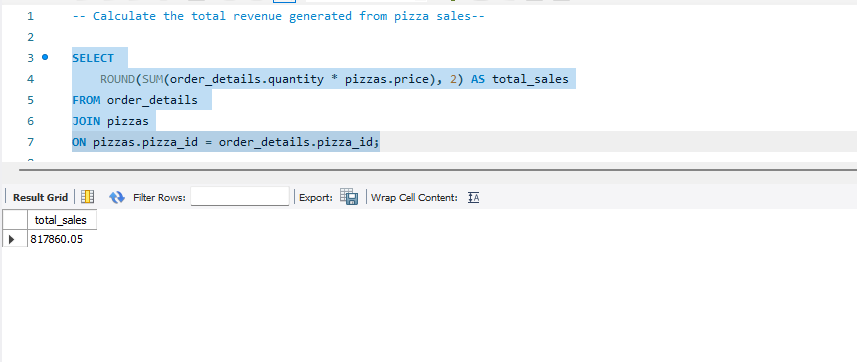 1 -- Calculate the total revenue generated from pizza sales--
2
3 SELECT
4 ROUND(SUM(order_details.quantity * pizzas.price), 2) AS total_sales
5 FROM order_details
6 JOIN pizzas
7 ON pizzas.pizza_id = order_details.pizza_id;
Result Grid Filter Rows: Export: Wrap Cell Content: IA
total_sales
817860.05